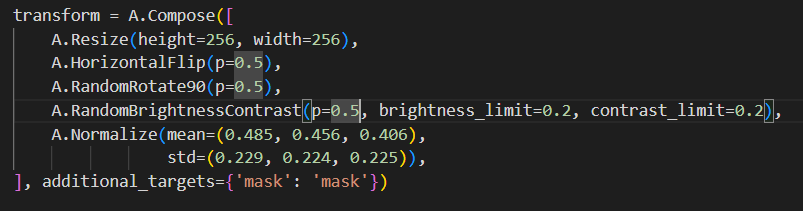 transform = A.Compose([
    A.Resize(height=256, width=256),
    A.HorizontalFlip(p=0.5),
    A.RandomRotate90(p=0.5),
    A.RandomBrightnessContrast(p=0.5, brightness_limit=0.2, contrast_limit=0.2),
    A.Normalize(mean=(0.485, 0.456, 0.406),
                std=(0.229, 0.224, 0.225)),
], additional_targets={'mask': 'mask'})